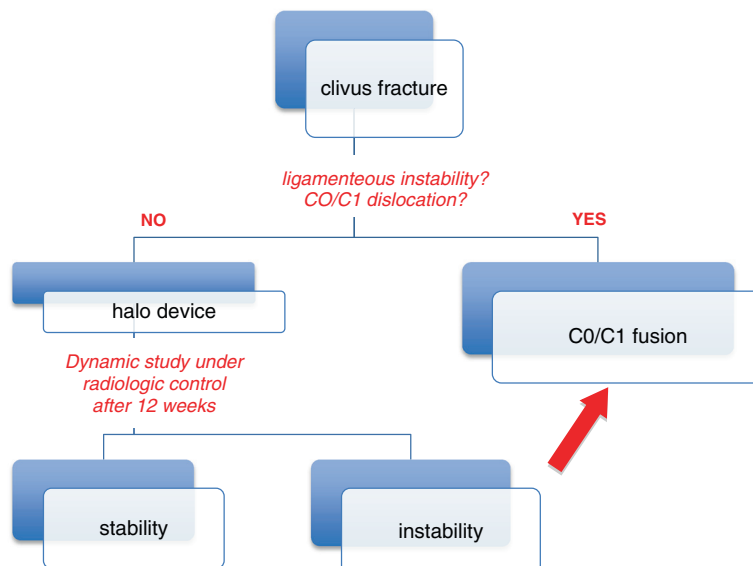 clivus fracture
ligamenteous instability?
CO/C1 dislocation?
NO
YES
halo device
C0/C1 fusion
Dynamic study under
radiologic control
after 12 weeks
stability
instability